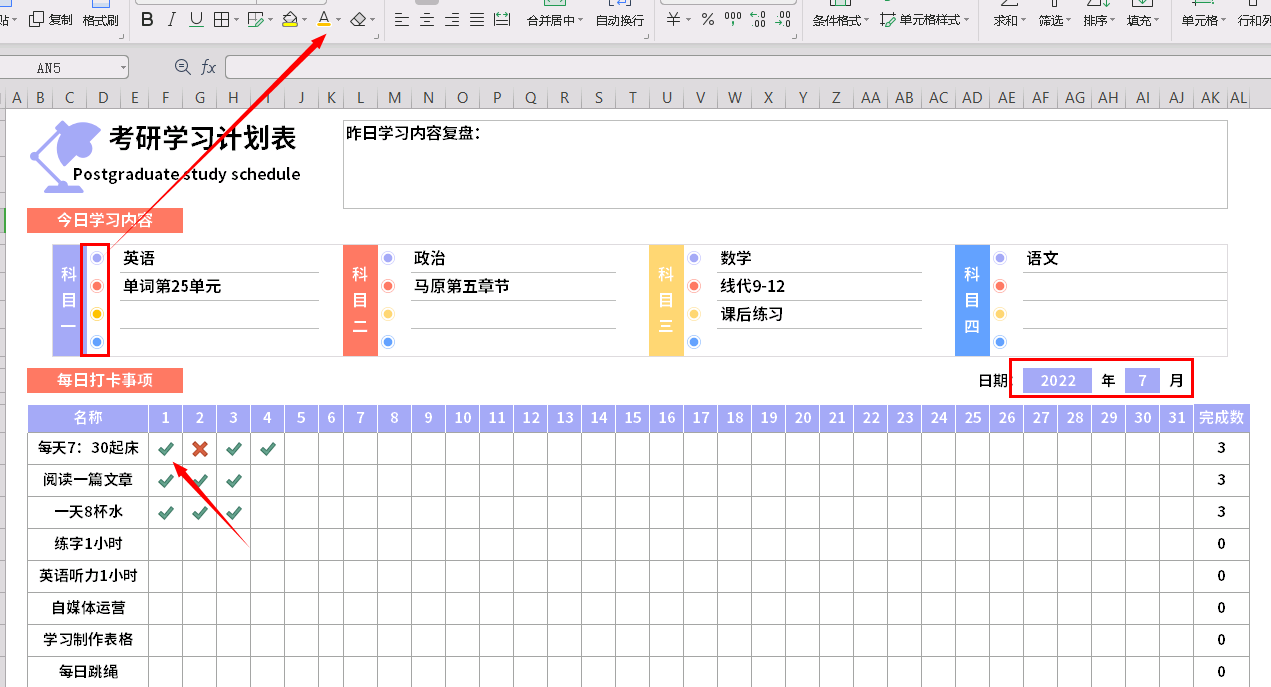 贴 复制 格式刷 B I U A 合并居中 自动换行 ¥ % 000 条件格式 单元格样式 求和 筛选 排序 填充 单元格 行和列
AN5 fx
A B C D E F G H I J K L M N O P Q R S T U V W X Y Z AA AB AC AD AE AF AG AH AI AJ AK AL
考研学习计划表
Postgraduate study schedule
昨日学习内容复盘：
今日学习内容
科目一
英语
单词第25单元
科目二
政治
马原第五章节
科目三
数学
线代9-12
课后练习
科目四
语文
每日打卡事项
日期: 2022 年 7 月
名称 1 2 3 4 5 6 7 8 9 10 11 12 13 14 15 16 17 18 19 20 21 22 23 24 25 26 27 28 29 30 31 完成数
每天7：30起床 3
阅读一篇文章 3
一天8杯水 3
练字1小时 0
英语听力1小时 0
自媒体运营 0
学习制作表格 0
每日跳绳 0